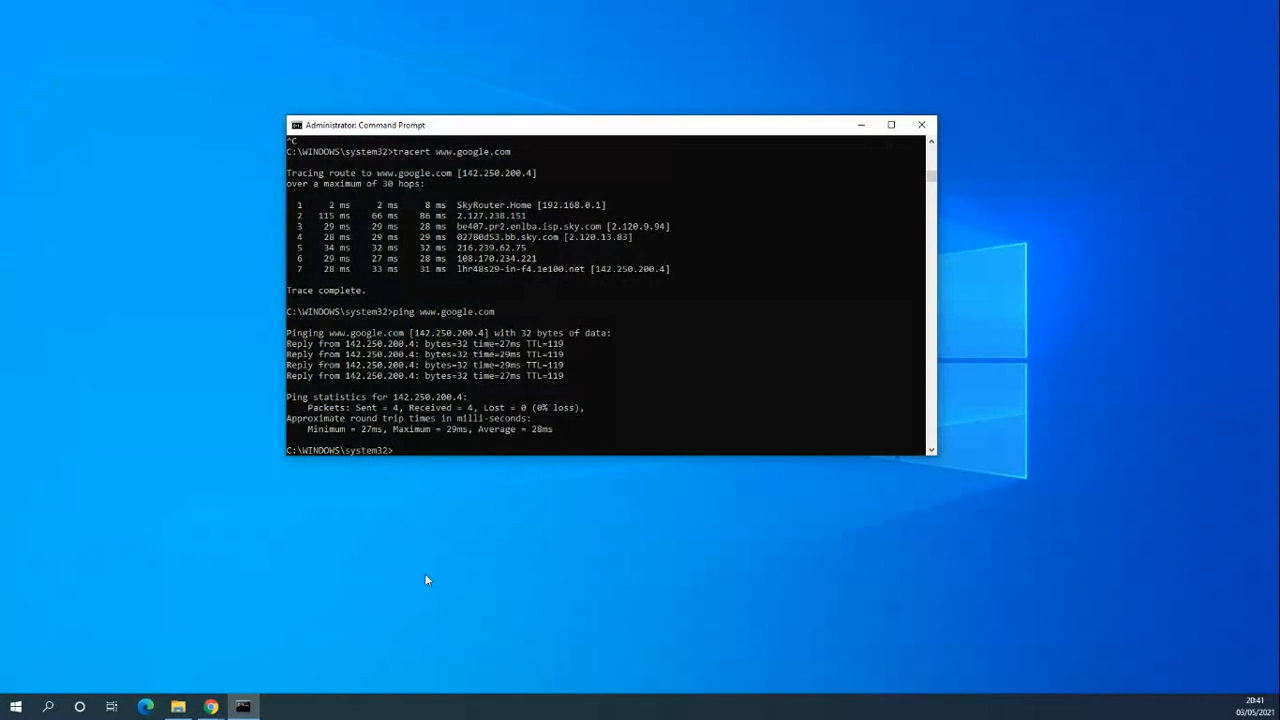 Administrator: Command Prompt
^C
C:\WINDOWS\system32>tracert www.google.com
Tracing route to www.google.com [142.250.200.4]
over a maximum of 30 hops:
1 2 ms 2 ms 8 ms SkyRouter.Home [192.168.0.1]
2 115 ms 66 ms 86 ms 2.127.238.151
3 29 ms 29 ms 28 ms be407.pr2.enlba.isp.sky.com [2.120.9.94]
4 28 ms 29 ms 29 ms 02780d53.bb.sky.com [2.120.13.83]
5 34 ms 32 ms 32 ms 216.239.62.75
6 29 ms 27 ms 28 ms 108.170.234.221
7 28 ms 33 ms 31 ms lhr48s29-in-f4.1e100.net [142.250.200.4]
Trace complete.
C:\WINDOWS\system32>ping www.google.com
Pinging www.google.com [142.250.200.4] with 32 bytes of data:
Reply from 142.250.200.4: bytes=32 time=27ms TTL=119
Reply from 142.250.200.4: bytes=32 time=29ms TTL=119
Reply from 142.250.200.4: bytes=32 time=29ms TTL=119
Reply from 142.250.200.4: bytes=32 time=27ms TTL=119
Ping statistics for 142.250.200.4:
Packets: Sent = 4, Received = 4, Lost = 0 (0% loss),
Approximate round trip times in milli-seconds:
Minimum = 27ms, Maximum = 29ms, Average = 28ms
C:\WINDOWS\system32>
20:41
03/05/2021